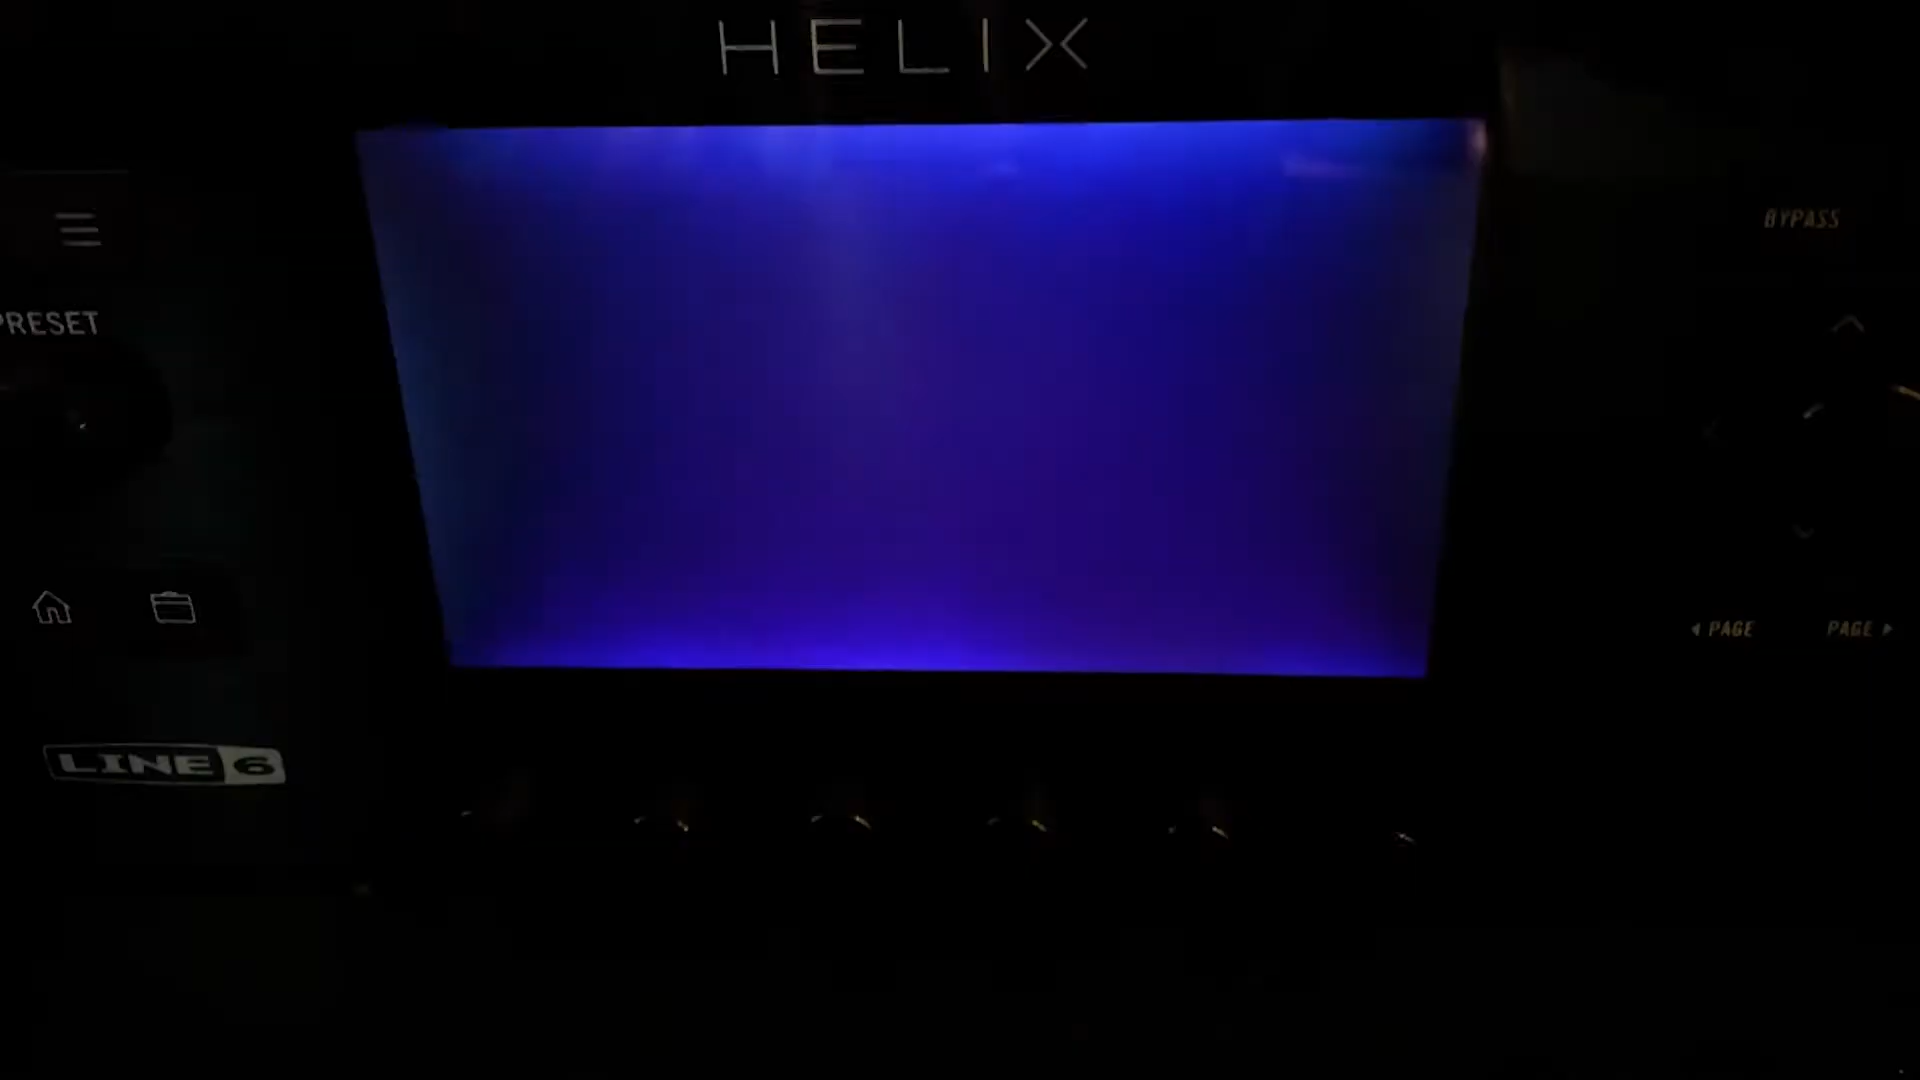 HELIX
BYPASS
PRESET
◀ PAGE PAGE ▶
LINE 6